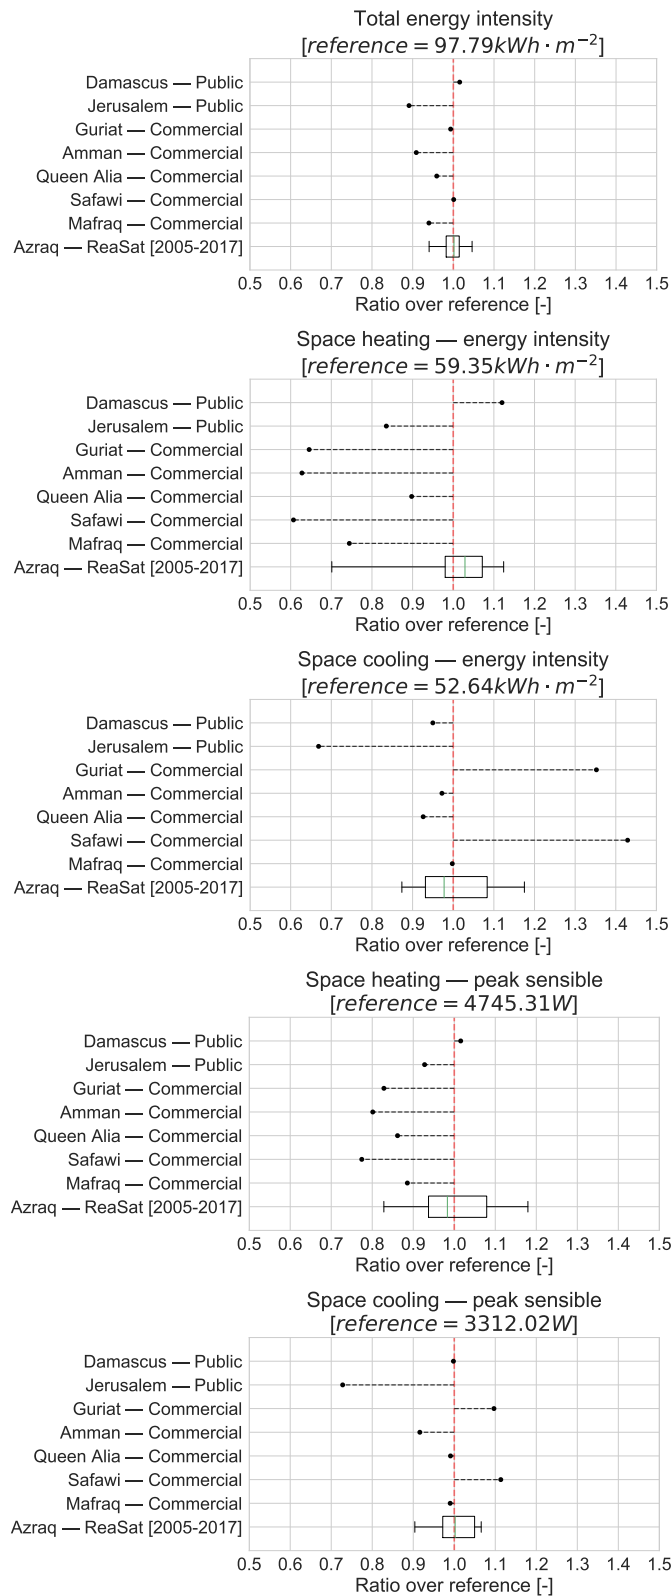 Total energy intensity
[reference = 97.79kWh · m⁻²]
Damascus — Public
Jerusalem — Public
Guriat — Commercial
Amman — Commercial
Queen Alia — Commercial
Safawi — Commercial
Mafraq — Commercial
Azraq — ReaSat [2005-2017]
0.5 0.6 0.7 0.8 0.9 1.0 1.1 1.2 1.3 1.4 1.5
Ratio over reference [-]
Space heating — energy intensity
[reference = 59.35kWh · m⁻²]
Damascus — Public
Jerusalem — Public
Guriat — Commercial
Amman — Commercial
Queen Alia — Commercial
Safawi — Commercial
Mafraq — Commercial
Azraq — ReaSat [2005-2017]
0.5 0.6 0.7 0.8 0.9 1.0 1.1 1.2 1.3 1.4 1.5
Ratio over reference [-]
Space cooling — energy intensity
[reference = 52.64kWh · m⁻²]
Damascus — Public
Jerusalem — Public
Guriat — Commercial
Amman — Commercial
Queen Alia — Commercial
Safawi — Commercial
Mafraq — Commercial
Azraq — ReaSat [2005-2017]
0.5 0.6 0.7 0.8 0.9 1.0 1.1 1.2 1.3 1.4 1.5
Ratio over reference [-]
Space heating — peak sensible
[reference = 4745.31W]
Damascus — Public
Jerusalem — Public
Guriat — Commercial
Amman — Commercial
Queen Alia — Commercial
Safawi — Commercial
Mafraq — Commercial
Azraq — ReaSat [2005-2017]
0.5 0.6 0.7 0.8 0.9 1.0 1.1 1.2 1.3 1.4 1.5
Ratio over reference [-]
Space cooling — peak sensible
[reference = 3312.02W]
Damascus — Public
Jerusalem — Public
Guriat — Commercial
Amman — Commercial
Queen Alia — Commercial
Safawi — Commercial
Mafraq — Commercial
Azraq — ReaSat [2005-2017]
0.5 0.6 0.7 0.8 0.9 1.0 1.1 1.2 1.3 1.4 1.5
Ratio over reference [-]